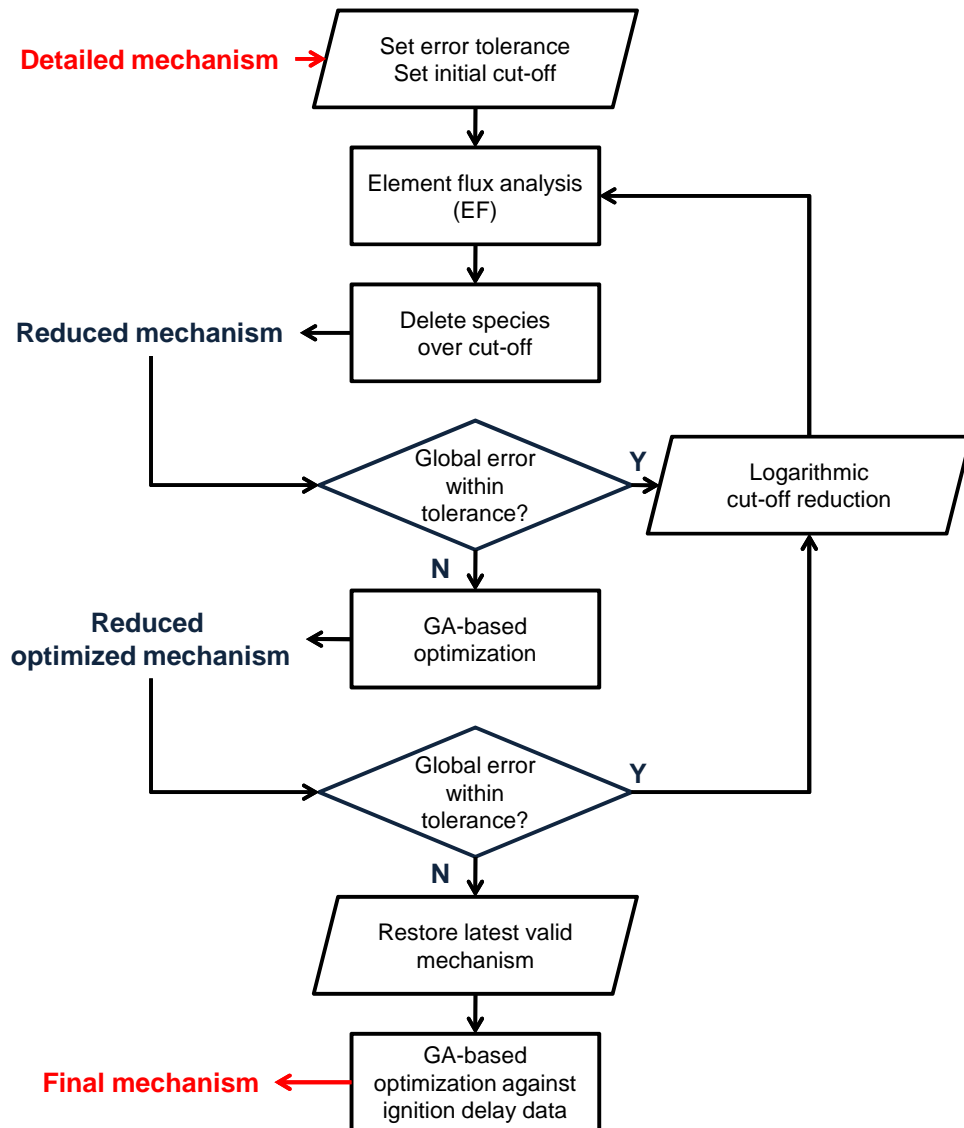 Detailed mechanism
Set error tolerance
Set initial cut-off
Element flux analysis
(EF)
Delete species
over cut-off
Reduced mechanism
Global error
within
tolerance?
Y
N
Logarithmic
cut-off reduction
GA-based
optimization
Reduced
optimized mechanism
Global error
within
tolerance?
Y
N
Restore latest valid
mechanism
GA-based
optimization against
ignition delay data
Final mechanism